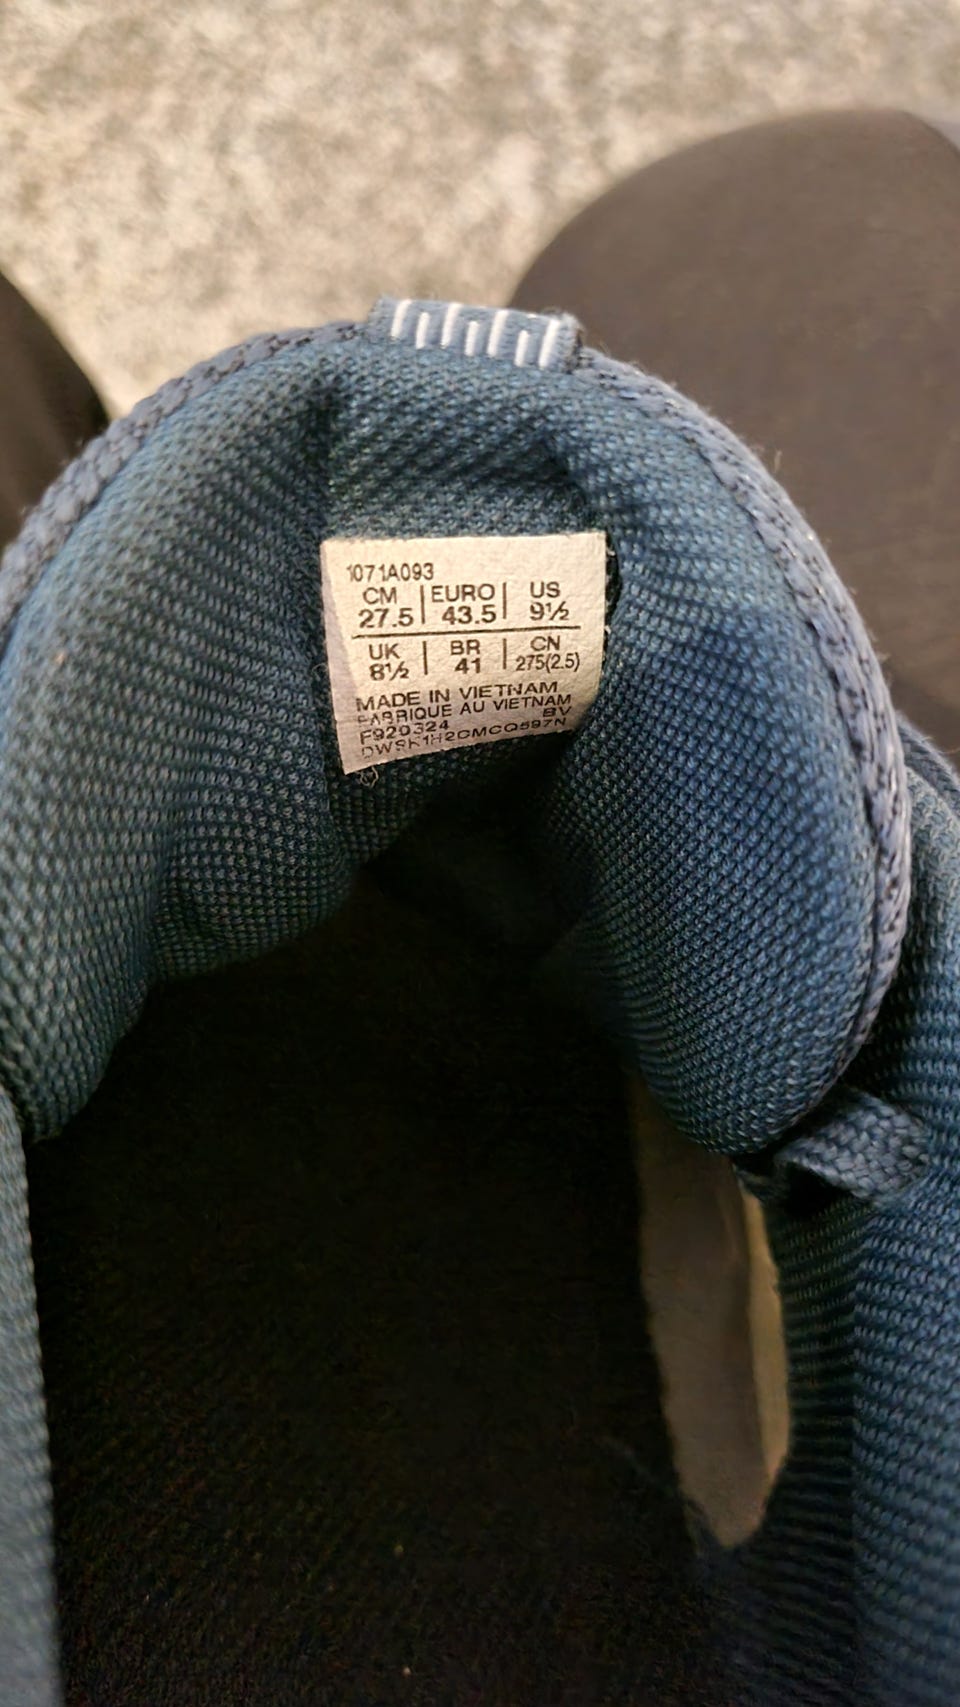 1071A093
CM EURO US
27.5 43.5 9½
UK BR CN
8½ 41 275(2.5)
MADE IN VIETNAM
FABRIQUE AU VIETNAM
F920324 BV